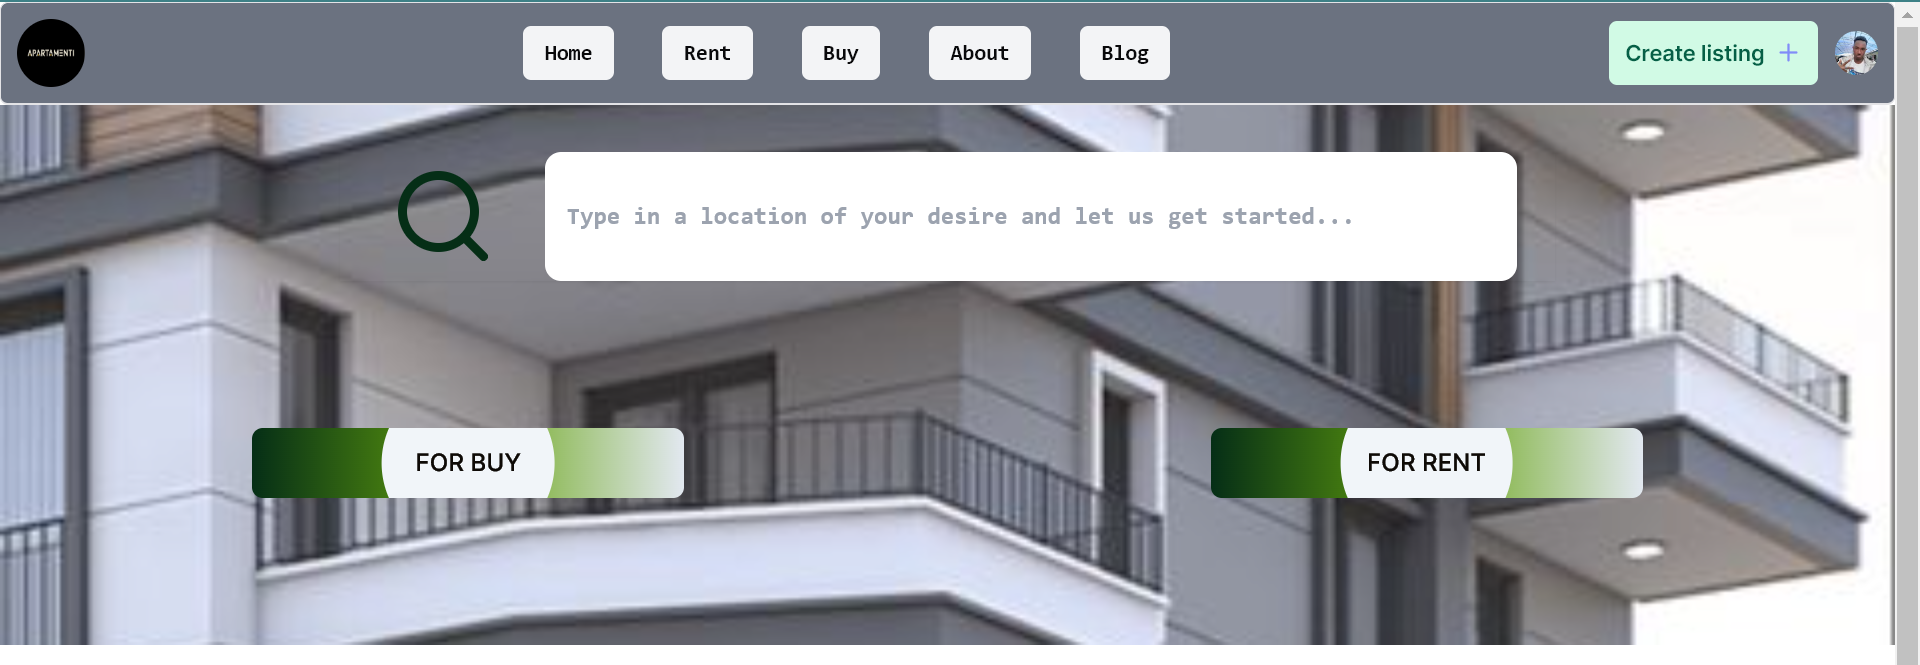 APARTAMENTI
Home
Rent
Buy
About
Blog
Create listing +
Type in a location of your desire and let us get started...
FOR BUY
FOR RENT